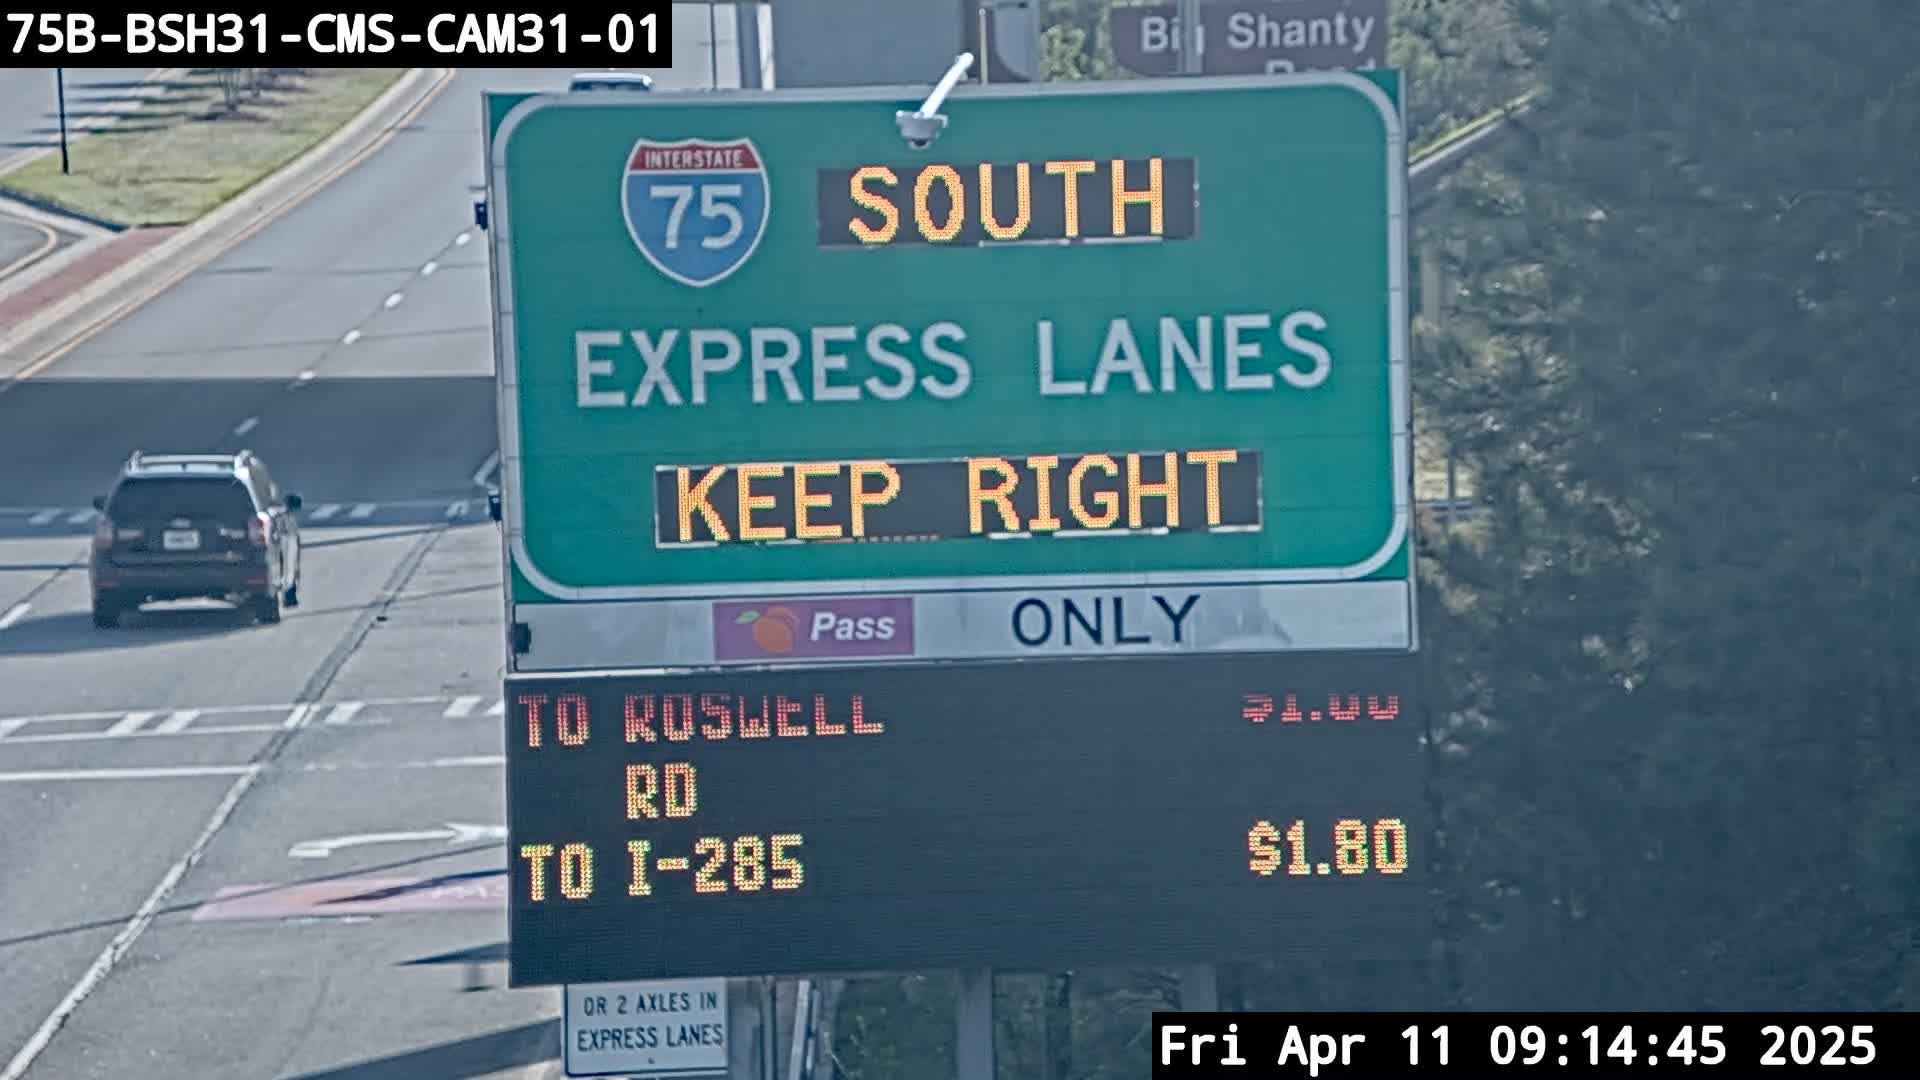 75B-BSH31-CMS-CAM31-01
Big Shanty
INTERSTATE
75
SOUTH
EXPRESS LANES
KEEP RIGHT
Pass ONLY
TO ROSWELL
RD
TO I-285 $1.80
OR 2 AXLES IN
EXPRESS LANES
Fri Apr 11 09:14:45 2025